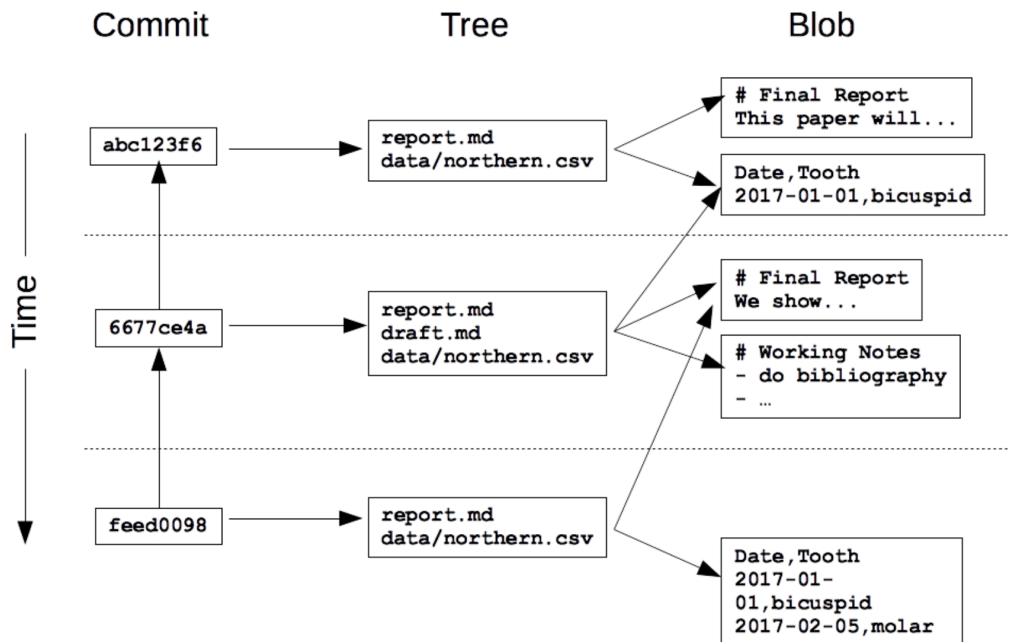 Commit
Tree
Blob
Time
abc123f6
report.md
data/northern.csv
# Final Report
This paper will...
Date,Tooth
2017-01-01,bicuspid
6677ce4a
report.md
draft.md
data/northern.csv
# Final Report
We show...
# Working Notes
- do bibliography
- …
feed0098
report.md
data/northern.csv
Date,Tooth
2017-01-
01,bicuspid
2017-02-05,molar